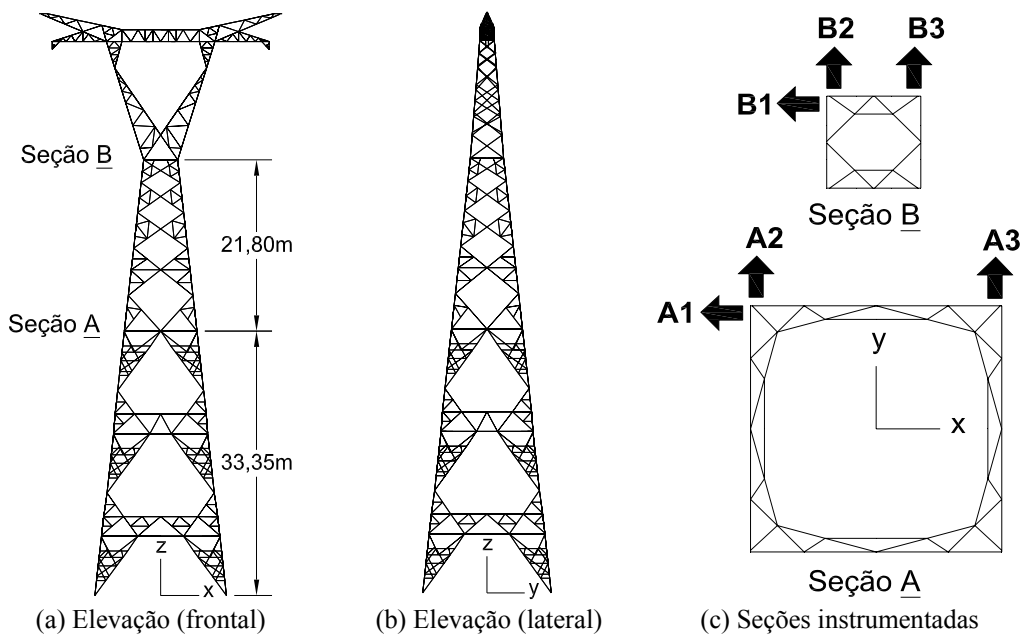 Seção B
21,80m
Seção A
33,35m
z
x
(a) Elevação (frontal)
z
y
(b) Elevação (lateral)
B2
B3
B1
Seção B
A2
A3
A1
y
x
Seção A
(c) Seções instrumentadas